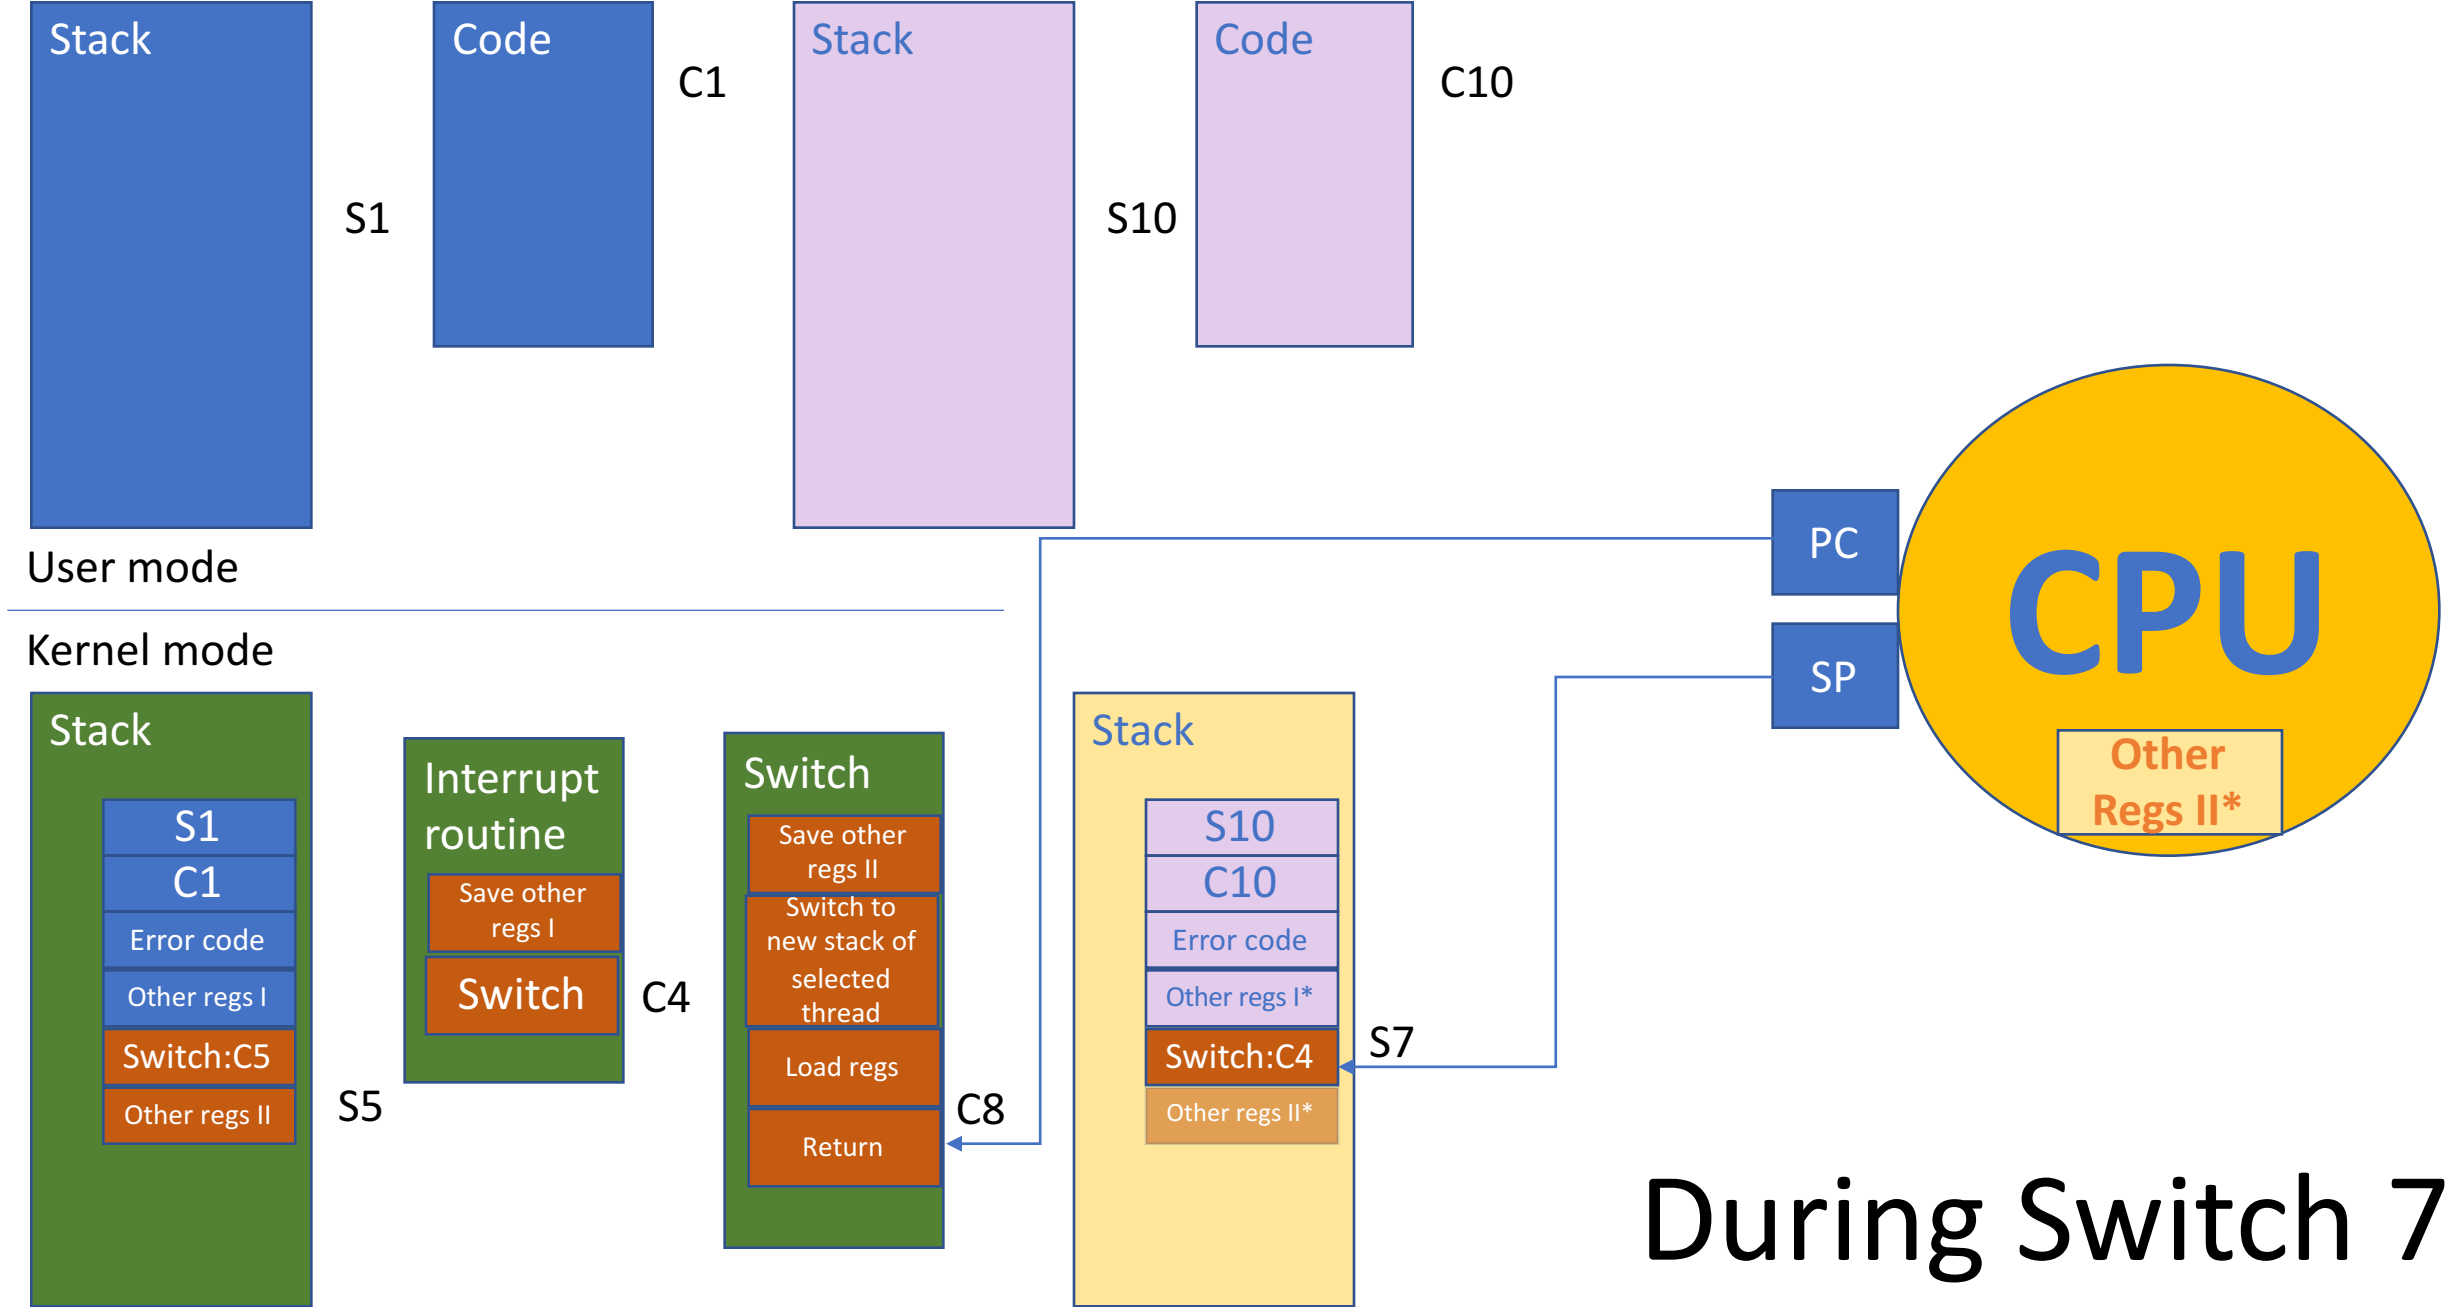 Stack
Code
C1
S1
Stack
Code
C10
S10
User mode
Kernel mode
PC
SP
CPU
Other
Regs II*
Stack
S1
C1
Error code
Other regs I
Switch:C5
Other regs II
S5
Interrupt
routine
Save other
regs I
Switch
C4
Switch
Save other
regs II
Switch to
new stack of
selected
thread
Load regs
Return
C8
Stack
S10
C10
Error code
Other regs I*
Switch:C4
Other regs II*
S7
During Switch 7